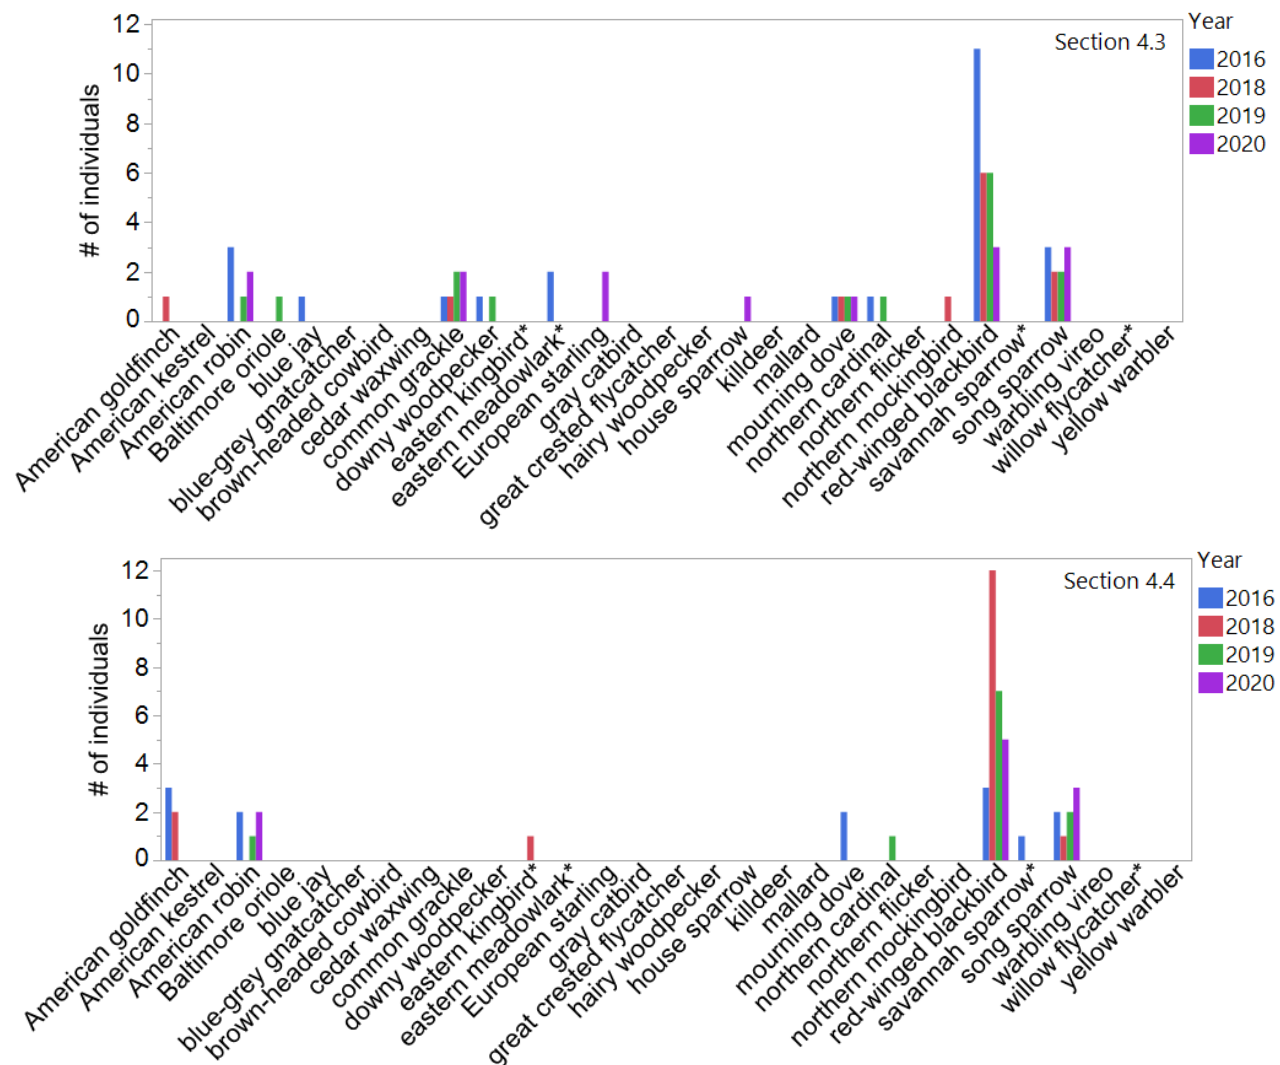 Section 4.3
Year
2016
2018
2019
2020
# of individuals
12
10
8
6
4
2
0
American goldfinch
American kestrel
American robin
Baltimore oriole
blue jay
blue-grey gnatcatcher
brown-headed cowbird
cedar waxwing
common grackle
downy woodpecker
eastern kingbird*
eastern meadowlark*
European starling
gray catbird
great crested flycatcher
hairy woodpecker
house sparrow
killdeer
mallard
mourning dove
northern cardinal
northern flicker
northern mockingbird
red-winged blackbird
savannah sparrow*
song sparrow
warbling vireo
willow flycatcher*
yellow warbler
Section 4.4
Year
2016
2018
2019
2020
# of individuals
12
10
8
6
4
2
0
American goldfinch
American kestrel
American robin
Baltimore oriole
blue jay
blue-grey gnatcatcher
brown-headed cowbird
cedar waxwing
common grackle
downy woodpecker
eastern kingbird*
eastern meadowlark*
European starling
gray catbird
great crested flycatcher
hairy woodpecker
house sparrow
killdeer
mallard
mourning dove
northern cardinal
northern flicker
northern mockingbird
red-winged blackbird
savannah sparrow*
song sparrow
warbling vireo
willow flycatcher*
yellow warbler